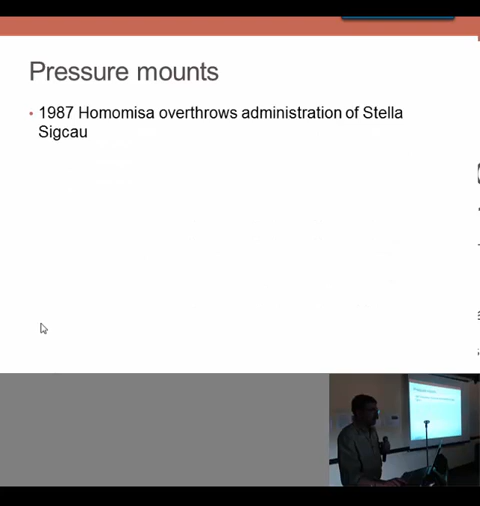 Pressure mounts
• 1987 Homomisa overthrows administration of Stella
Sigcau